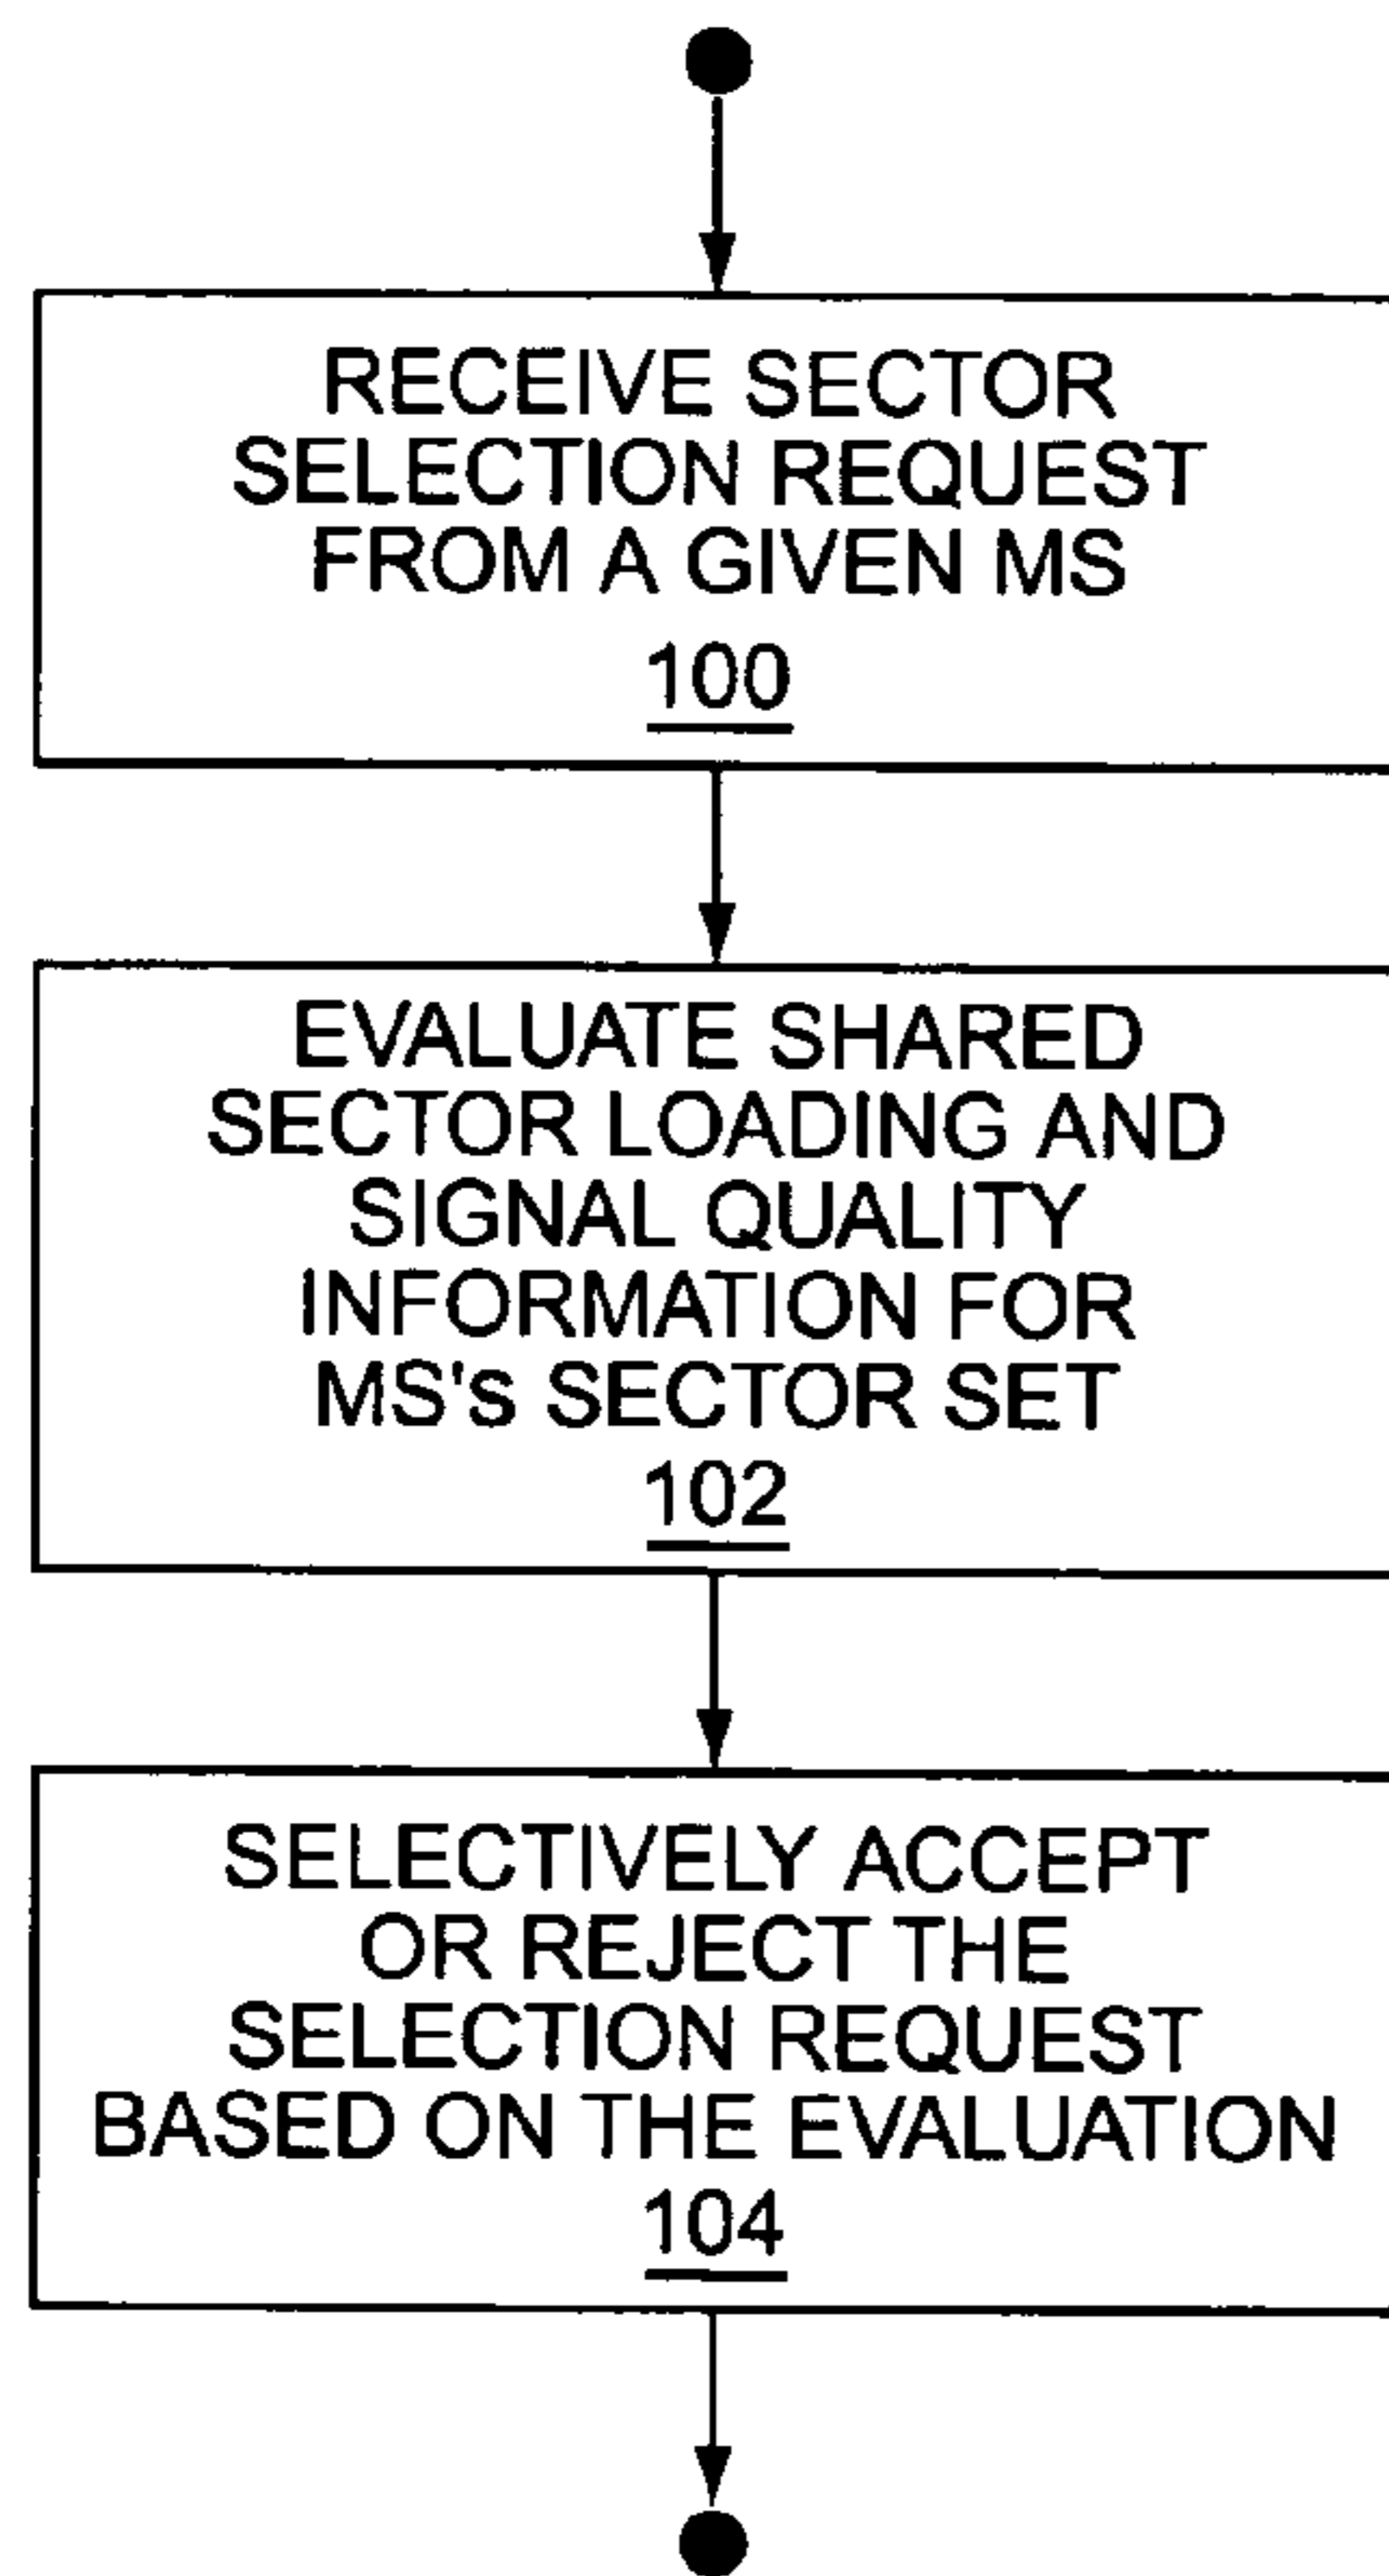 RECEIVE SECTOR
SELECTION REQUEST
FROM A GIVEN MS
100
EVALUATE SHARED
SECTOR LOADING AND
SIGNAL QUALITY
INFORMATION FOR
MS's SECTOR SET
102
SELECTIVELY ACCEPT
OR REJECT THE
SELECTION REQUEST
BASED ON THE EVALUATION
104